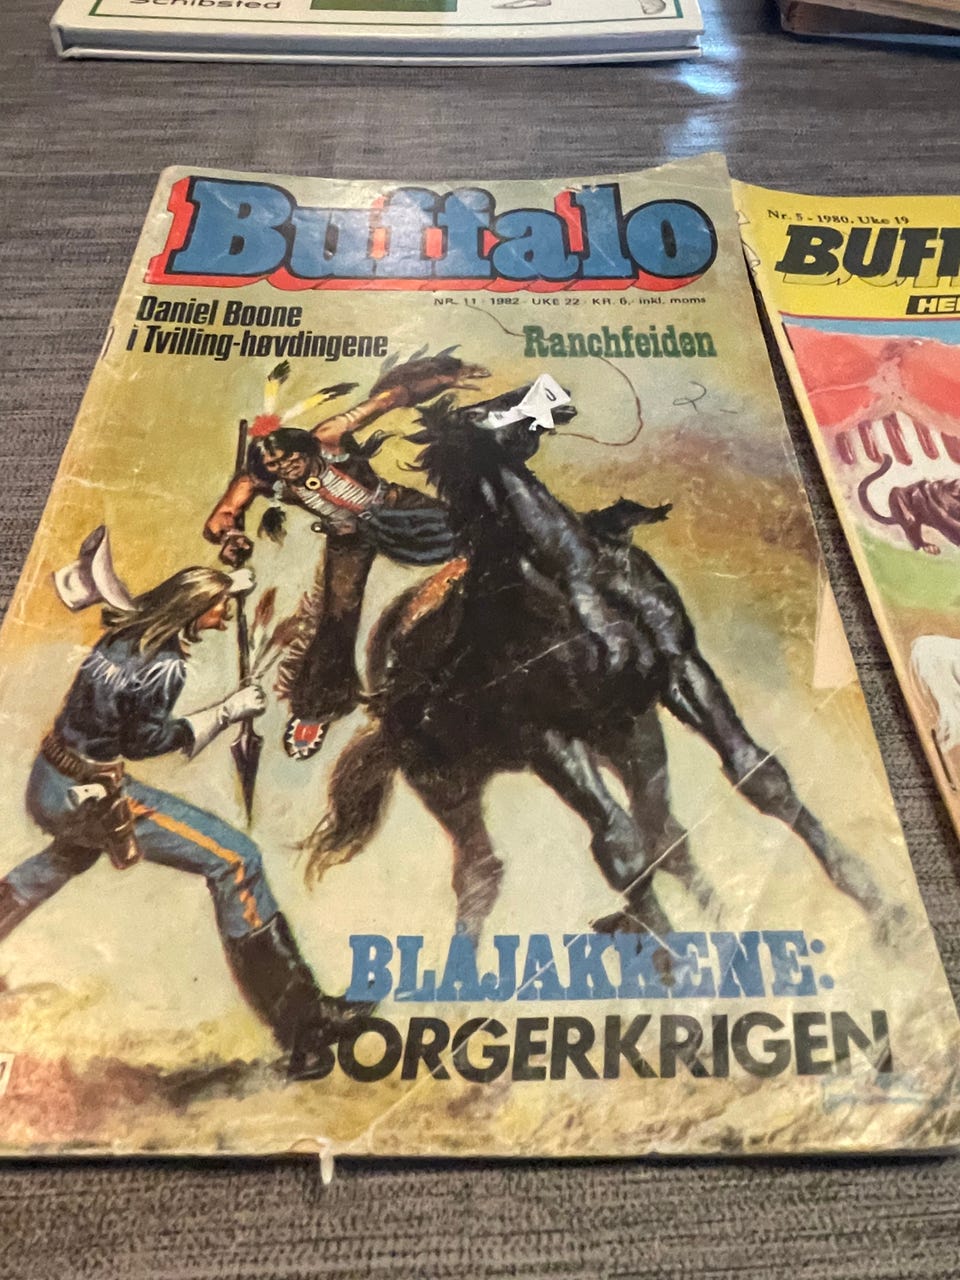 Schibsted
Buffalo
NR. 11 · 1982 · UKE 22 · KR. 6,- inkl. moms
Daniel Boone
i Tvilling-høvdingene
Ranchfeiden
2-
BLÅJAKKENE:
BORGERKRIGEN
Nr. 5 - 1980. Uke 19
BUFF
HE